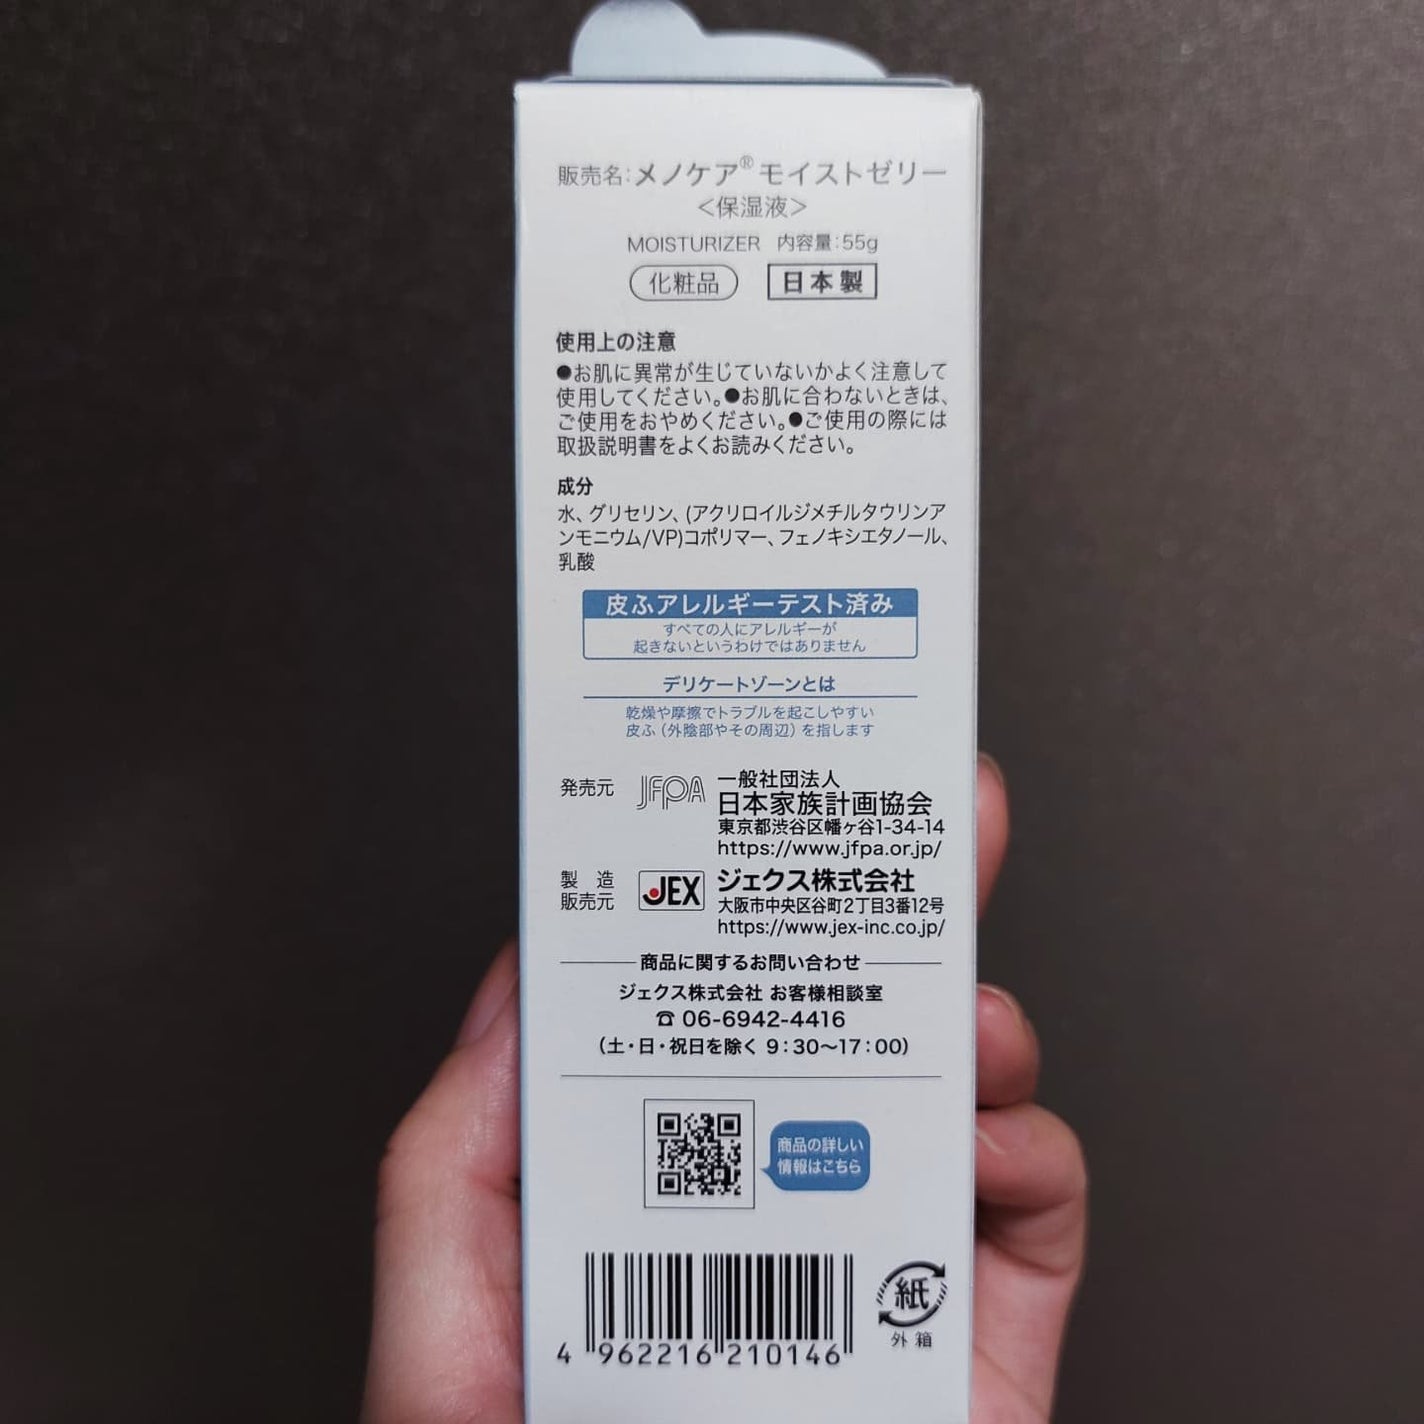 販売名:メノケア®モイストゼリー
<保湿液>
MOISTURIZER 内容量:55g
化粧品 日本製
使用上の注意
●お肌に異常が生じていないかよく注意して
使用してください。●お肌に合わないときは、
ご使用をおやめください。●ご使用の際には
取扱説明書をよくお読みください。
成分
水、グリセリン、(アクリロイルジメチルタウリンア
ンモニウム/VP)コポリマー、フェノキシエタノール、
乳酸
皮ふアレルギーテスト済み
すべての人にアレルギーが
起きないというわけではありません
デリケートゾーンとは
乾燥や摩擦でトラブルを起こしやすい
皮ふ（外陰部やその周辺）を指します
発売元 JFPA 一般社団法人
日本家族計画協会
東京都渋谷区幡ヶ谷1-34-14
https://www.jfpa.or.jp/
製造 JEX ジェクス株式会社
販売元 大阪市中央区谷町2丁目3番12号
https://www.jex-inc.co.jp/
商品に関するお問い合わせ
ジェクス株式会社 お客様相談室
☎ 06-6942-4416
（土・日・祝日を除く 9:30〜17:00）
商品の詳しい
情報はこちら
紙
外箱
4 962216 210146